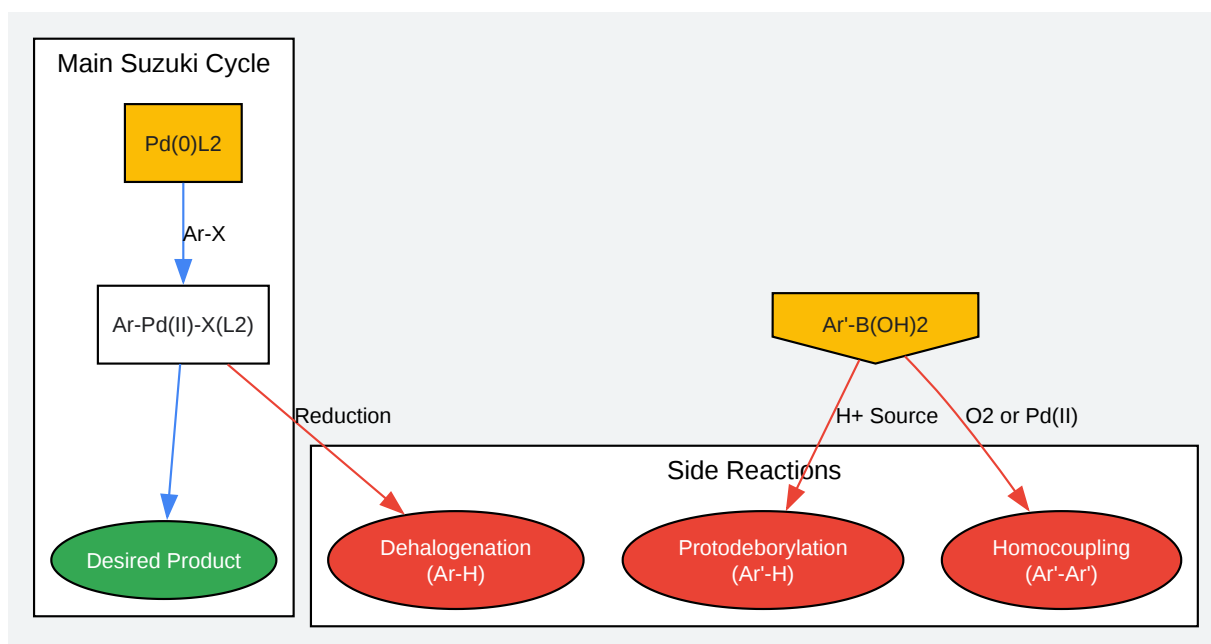 Main Suzuki Cycle
Pd(0)L2
Ar-X
Ar-Pd(II)-X(L2)
Ar'-B(OH)2
Reduction
H+ Source
O2 or Pd(II)
Side Reactions
Desired Product
Dehalogenation
(Ar-H)
Protodeborylation
(Ar'-H)
Homocoupling
(Ar'-Ar')